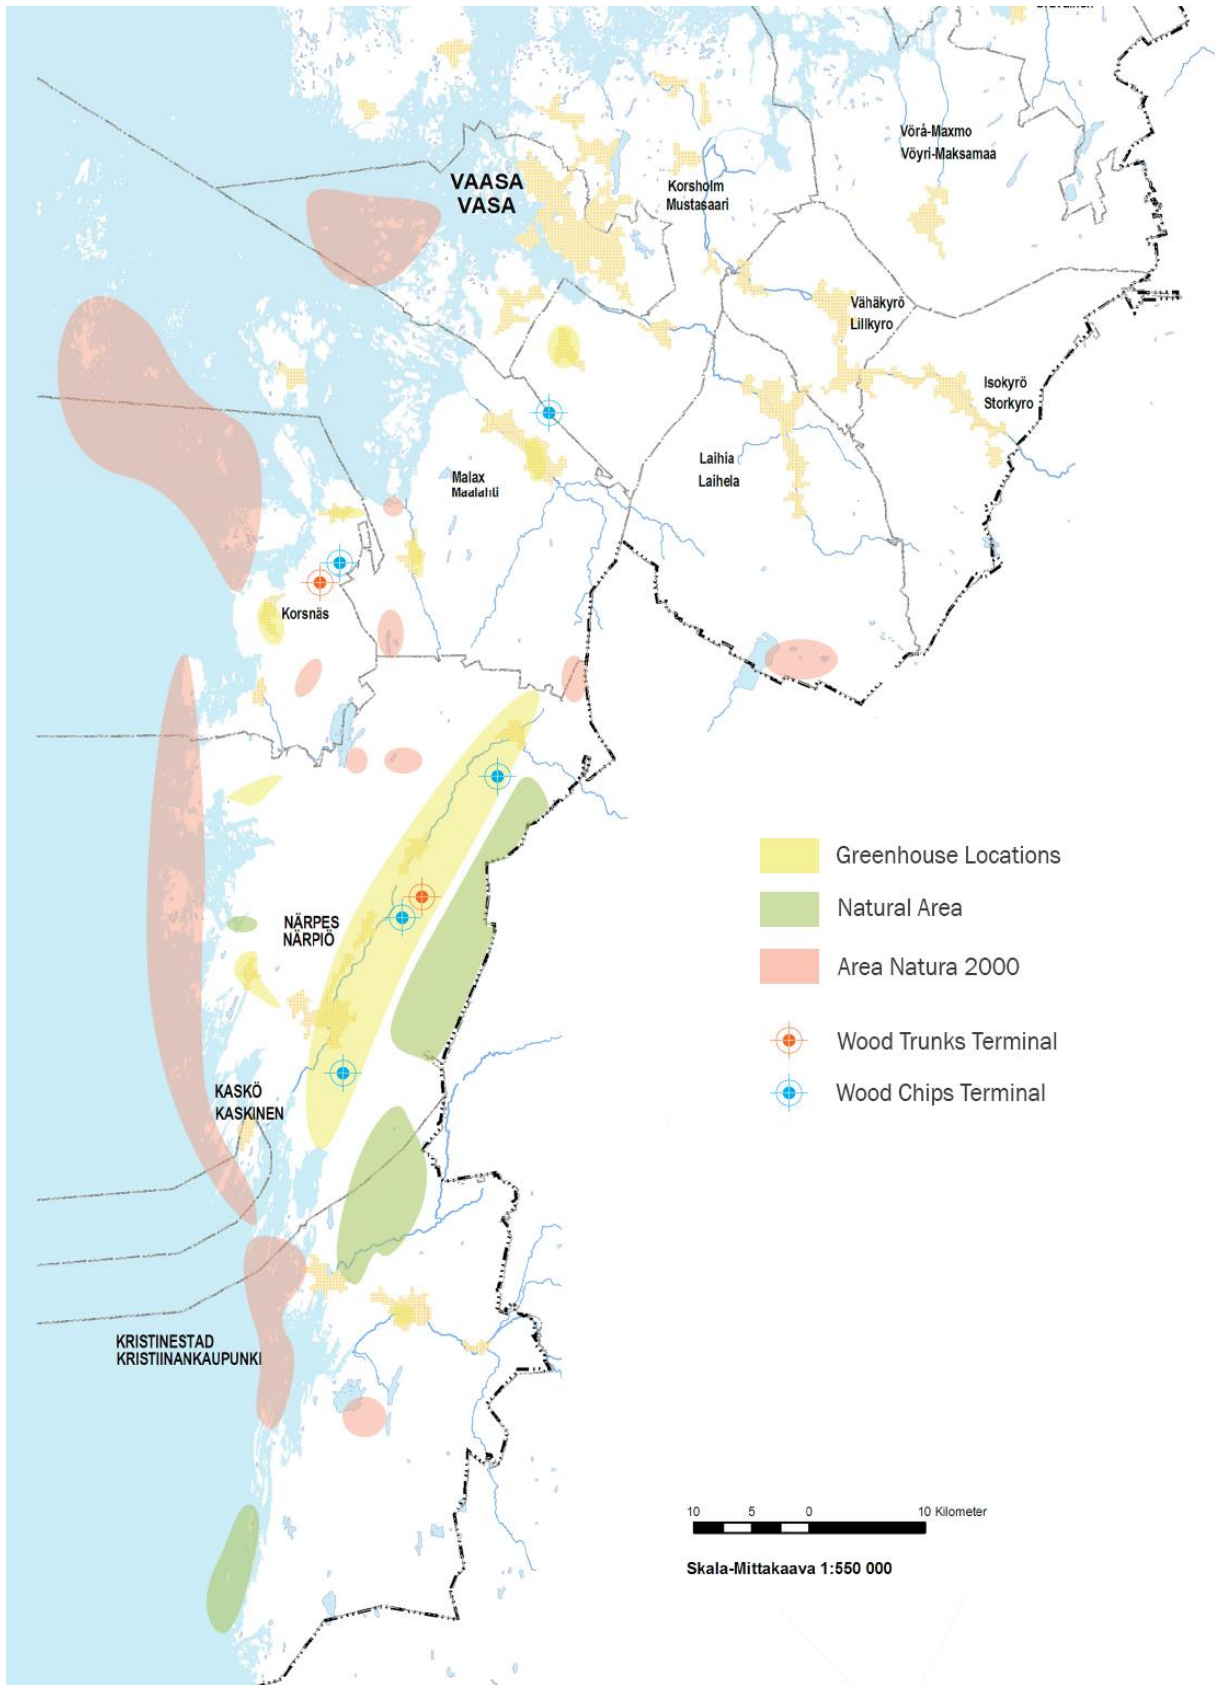 Vörå-Maxmo
Vöyri-Maksamaa
VAASA
VASA
Korsholm
Mustasaari
Vähäkyrö
Lillkyro
Isokyrö
Storkyro
Laihia
Laihela
Malax
Maalahti
Korsnäs
Greenhouse Locations
Natural Area
NÄRPES
NÄRPIÖ
Area Natura 2000
Wood Trunks Terminal
KASKÖ
KASKINEN
Wood Chips Terminal
KRISTINESTAD
KRISTIINANKAUPUNKI
10 5 0 10 Kilometer
Skala-Mittakaava 1:550 000